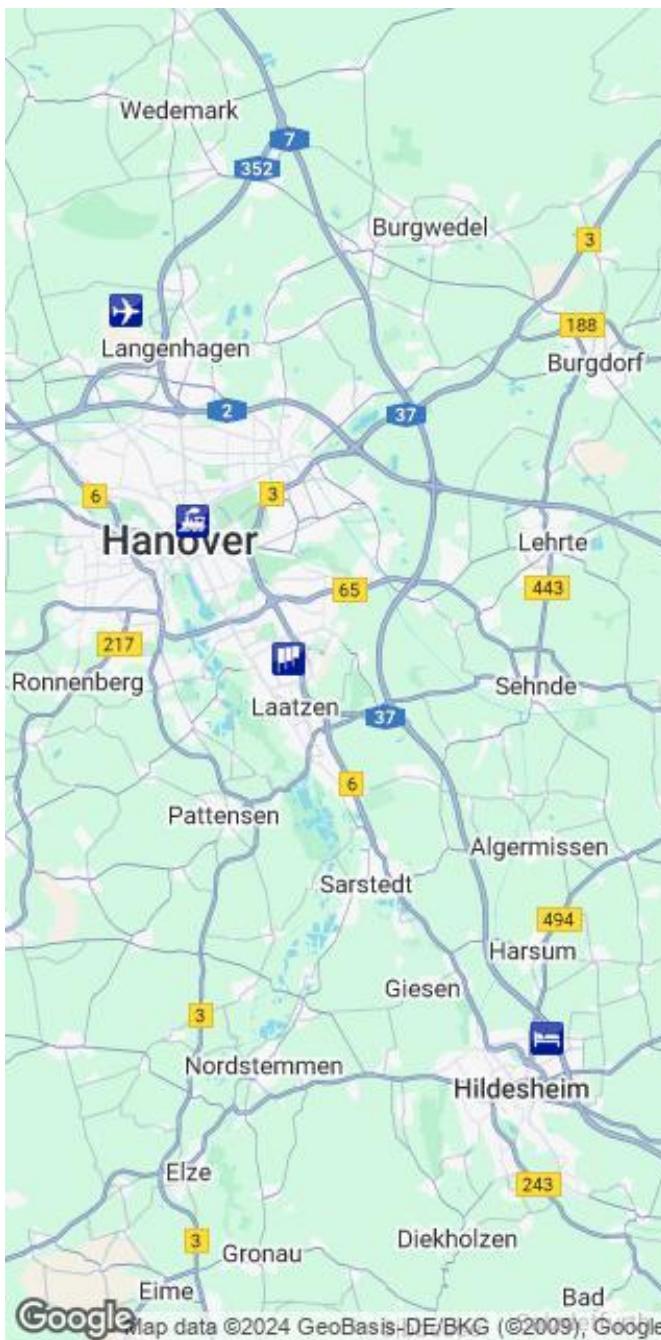 Wedemark
7
352
Burgwedel
3
188
Langenhagen
Burgdorf
2
37
6
3
Hanover
Lehrte
65
443
217
Ronnenberg
Sehnde
Laatzen
37
6
Pattensen
Algermissen
Sarstedt
494
Harsum
Giesen
3
Nordstemmen
Hildesheim
Elze
243
3
Diekholzen
Gronau
Eime
Bad
Google
Map data ©2024 GeoBasis-DE/BKG (©2009), Google